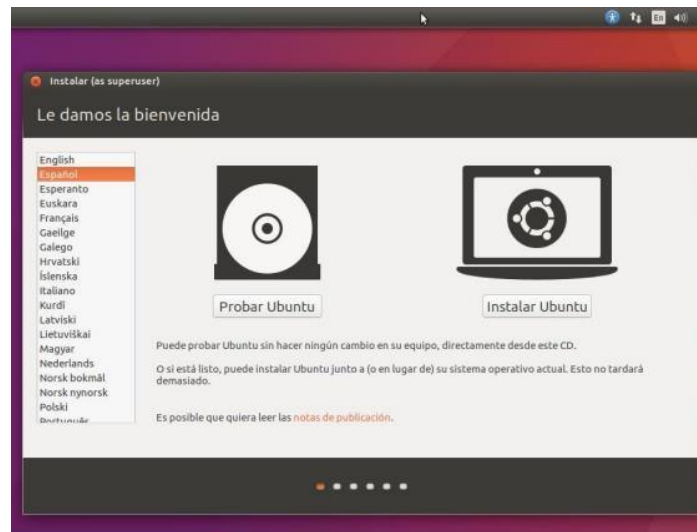 En
Instalar (as superuser)
Le damos la bienvenida
English
Español
Esperanto
Euskara
Français
Gaeilge
Galego
Hrvatski
Íslenska
Italiano
Kurdî
Latviski
Lietuviškai
Magyar
Nederlands
Norsk bokmål
Norsk nynorsk
Polski
Português
Probar Ubuntu
Instalar Ubuntu
Puede probar Ubuntu sin hacer ningún cambio en su equipo, directamente desde este CD.
O si está listo, puede instalar Ubuntu junto a (o en lugar de) su sistema operativo actual. Esto no tardará
demasiado.
Es posible que quiera leer las notas de publicación.